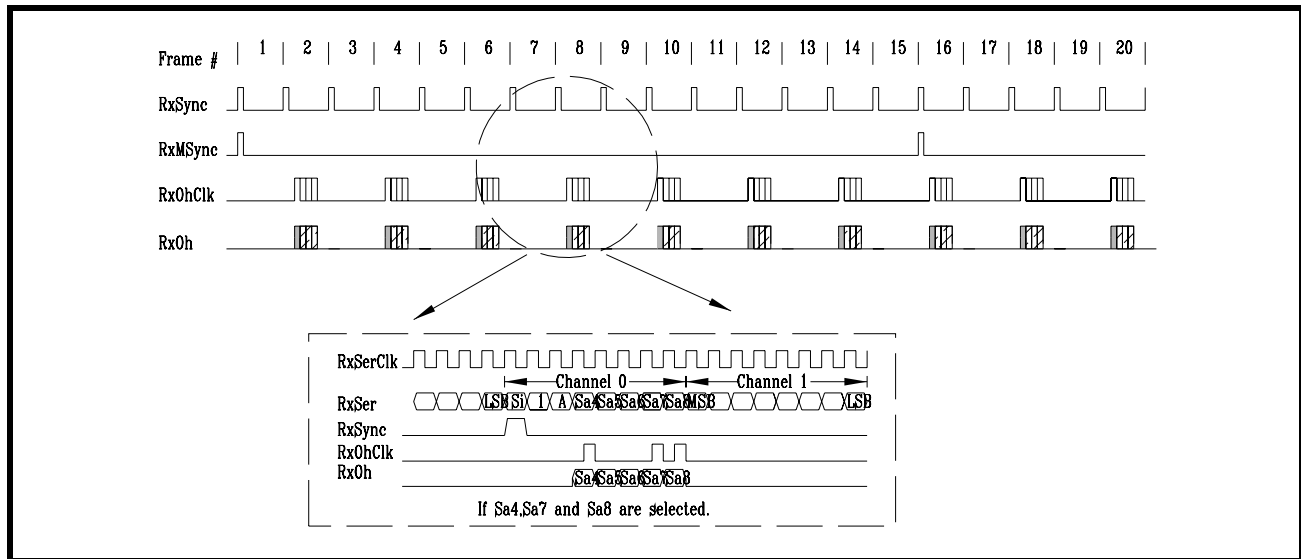 Frame # 1 2 3 4 5 6 7 8 9 10 11 12 13 14 15 16 17 18 19 20
RxSync
RxMSync
RxOhClk
RxOh
RxSerClk
Channel 0 Channel 1
RxSer LSB Si 1 A Sa4 Sa5 Sa6 Sa7 Sa8 MSB LSB
RxSync
RxOhClk
RxOh Sa4 Sa5 Sa6 Sa7 Sa8
If Sa4,Sa7 and Sa8 are selected.